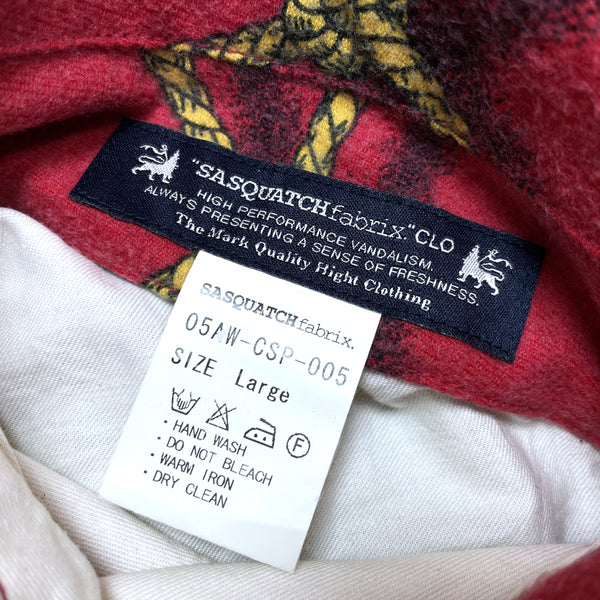 "SASQUATCHfabrix."CLO
HIGH PERFORMANCE VANDALISM.
ALWAYS PRESENTING A SENSE OF FRESHNESS.
The Mark Quality Hight Clothing
SASQUATCHfabrix.
05AW-CSP-005
SIZE Large
F
・HAND WASH
・DO NOT BLEACH
・WARM IRON
・DRY CLEAN